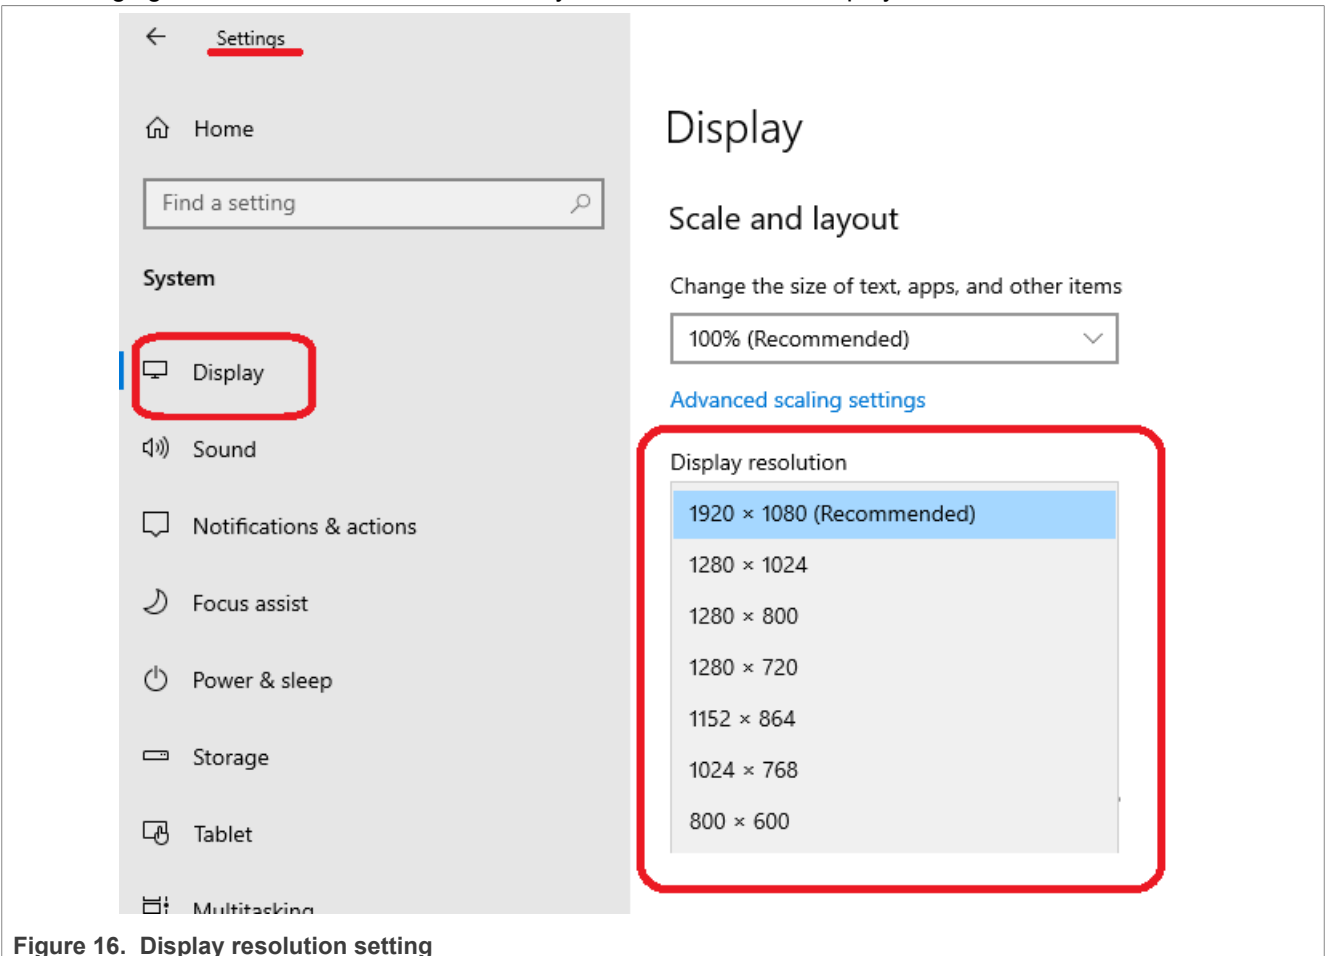 Settings
Home
Find a setting
System
Display
Sound
Notifications & actions
Focus assist
Power & sleep
Storage
Tablet
Multitasking
Display
Scale and layout
Change the size of text, apps, and other items
100% (Recommended)
Advanced scaling settings
Display resolution
1920 × 1080 (Recommended)
1280 × 1024
1280 × 800
1280 × 720
1152 × 864
1024 × 768
800 × 600
Figure 16. Display resolution setting